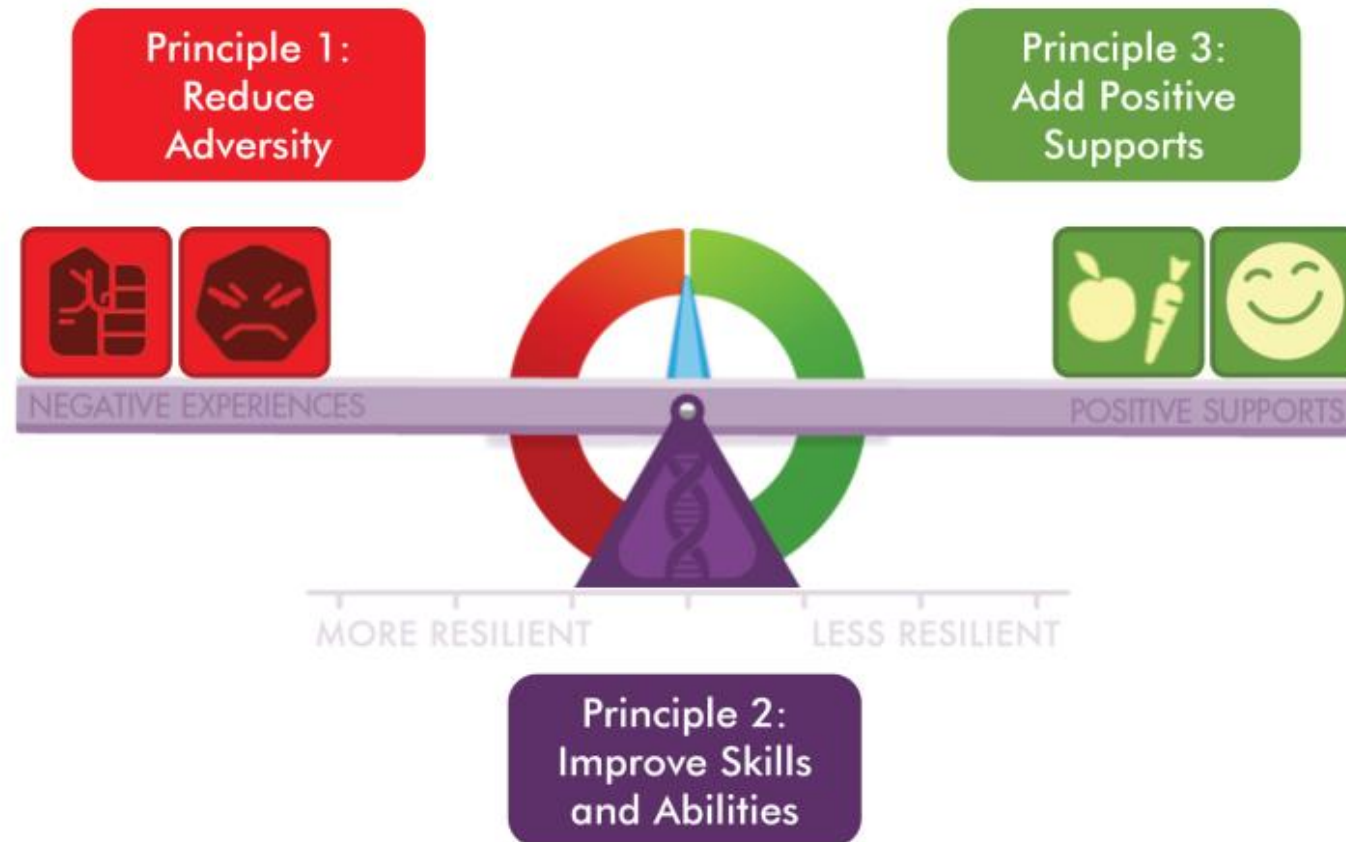 Principle 1:
Reduce
Adversity
Principle 3:
Add Positive
Supports
NEGATIVE EXPERIENCES
POSITIVE SUPPORTS
MORE RESILIENT
LESS RESILIENT
Principle 2:
Improve Skills
and Abilities